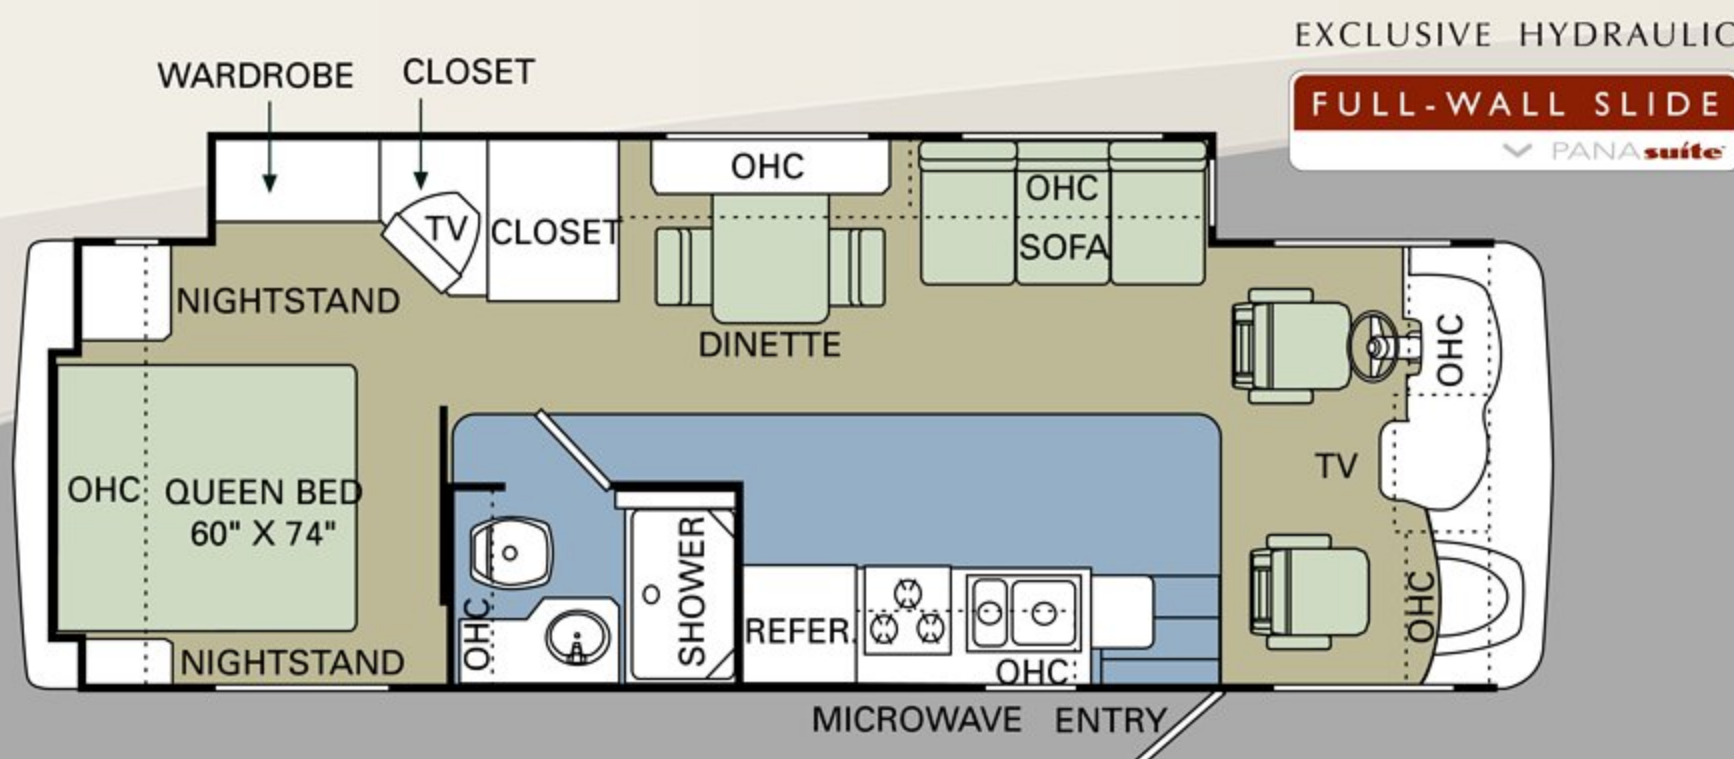 EXCLUSIVE HYDRAULIC
FULL-WALL SLIDE
PANAsuite
WARDROBE
CLOSET
OHC
OHC
SOFA
TV
CLOSET
NIGHTSTAND
DINETTE
OHC
TV
OHC
QUEEN BED
60" X 74"
SHOWER
OHC
OHC
REFER.
OHC
NIGHTSTAND
MICROWAVE
ENTRY